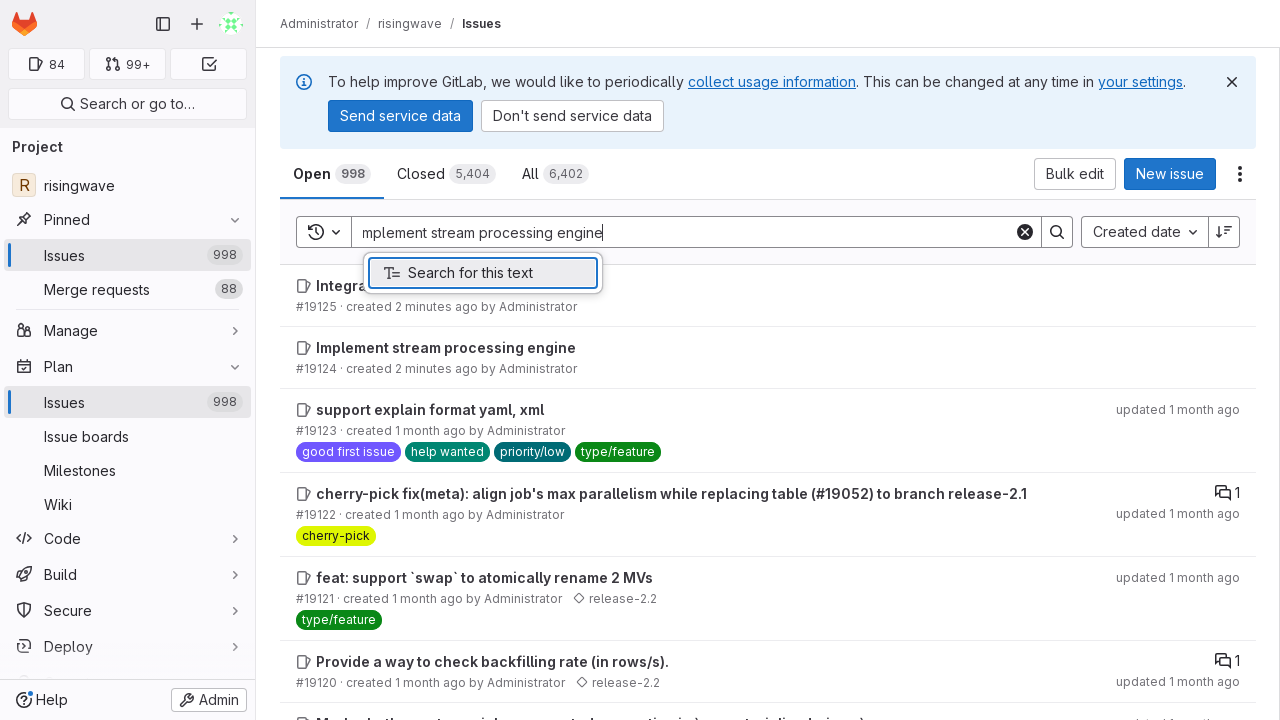 Administrator / risingwave / Issues
84
99+
Search or go to…
Project
R risingwave
Pinned
Issues 998
Merge requests 88
Manage
Plan
Issues 998
Issue boards
Milestones
Wiki
Code
Build
Secure
Deploy
Help
Admin
To help improve GitLab, we would like to periodically collect usage information. This can be changed at any time in your settings.
Send service data
Don't send service data
Open 998
Closed 5,404
All 6,402
Bulk edit
New issue
mplement stream processing engine
Created date
Search for this text
Integra
#19125 · created 2 minutes ago by Administrator
Implement stream processing engine
#19124 · created 2 minutes ago by Administrator
support explain format yaml, xml
updated 1 month ago
#19123 · created 1 month ago by Administrator
good first issue help wanted priority/low type/feature
cherry-pick fix(meta): align job's max parallelism while replacing table (#19052) to branch release-2.1
1
#19122 · created 1 month ago by Administrator
updated 1 month ago
cherry-pick
feat: support `swap` to atomically rename 2 MVs
updated 1 month ago
#19121 · created 1 month ago by Administrator release-2.2
type/feature
Provide a way to check backfilling rate (in rows/s).
1
#19120 · created 1 month ago by Administrator release-2.2
updated 1 month ago